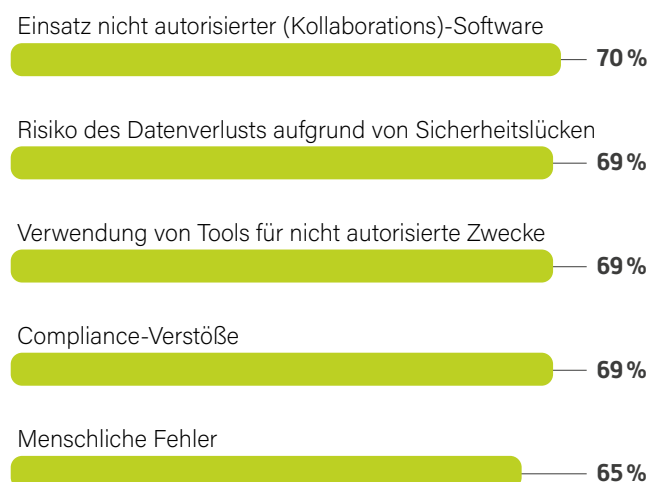 Einsatz nicht autorisierter (Kollaborations)-Software
70 %
Risiko des Datenverlusts aufgrund von Sicherheitslücken
69 %
Verwendung von Tools für nicht autorisierte Zwecke
69 %
Compliance-Verstöße
69 %
Menschliche Fehler
65 %